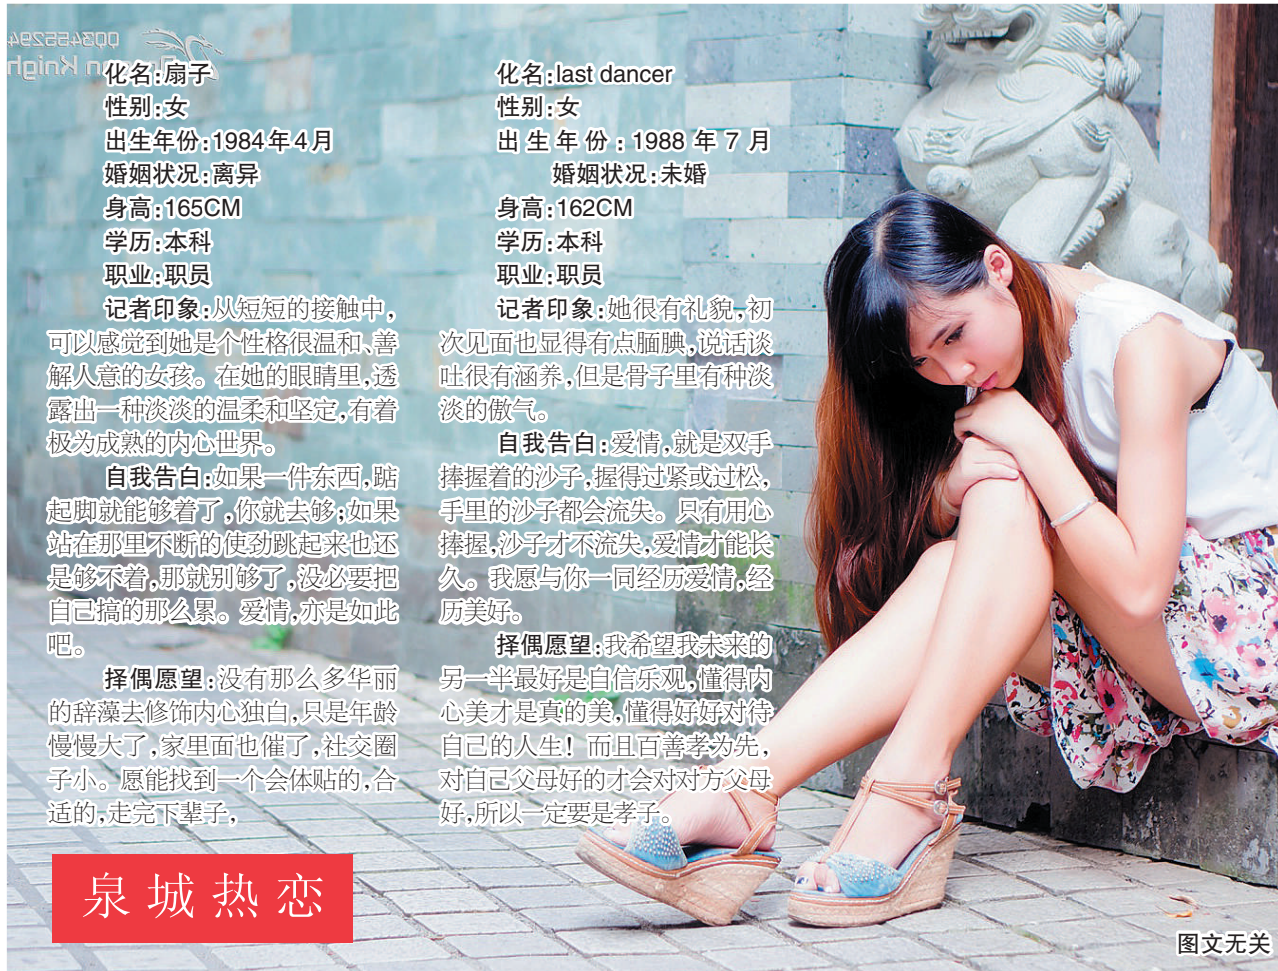 化名：扇子
性别：女
出生年份：1984年4月
婚姻状况：离异
身高：165CM
学历：本科
职业：职员
记者印象：从短短的接触中，
可以感觉到她是个性格很温和、善
解人意的女孩。在她的眼睛里，透
露出一种淡淡的温柔和坚定，有着
极为成熟的内心世界。
自我告白：如果一件东西，踮
起脚就能够着了，你就去够；如果
站在那里不断的使劲跳起来也还
是够不着，那就别够了，没必要把
自己搞的那么累。爱情，亦是如此
吧。
择偶愿望：没有那么多华丽
的辞藻去修饰内心独白，只是年龄
慢慢大了，家里面也催了，社交圈
子小。愿能找到一个会体贴的，合
适的，走完下辈子，
化名：last dancer
性别：女
出生年份：1988年7月
婚姻状况：未婚
身高：162CM
学历：本科
职业：职员
记者印象：她很有礼貌，初
次见面也显得有点腼腆，说话谈
吐很有涵养，但是骨子里有种淡
淡的傲气。
自我告白：爱情，就是双手
捧握着的沙子，握得过紧或过松，
手里的沙子都会流失。只有用心
捧握，沙子才不流失，爱情才能长
久。我愿与你一同经历爱情，经
历美好。
择偶愿望：我希望我未来的
另一半最好是自信乐观，懂得内
心美才是真的美，懂得好好对待
自己的人生！而且百善孝为先，
对自己父母好的才会对对方父母
好，所以一定要是孝子。
泉城热恋
图文无关
QQ3455294